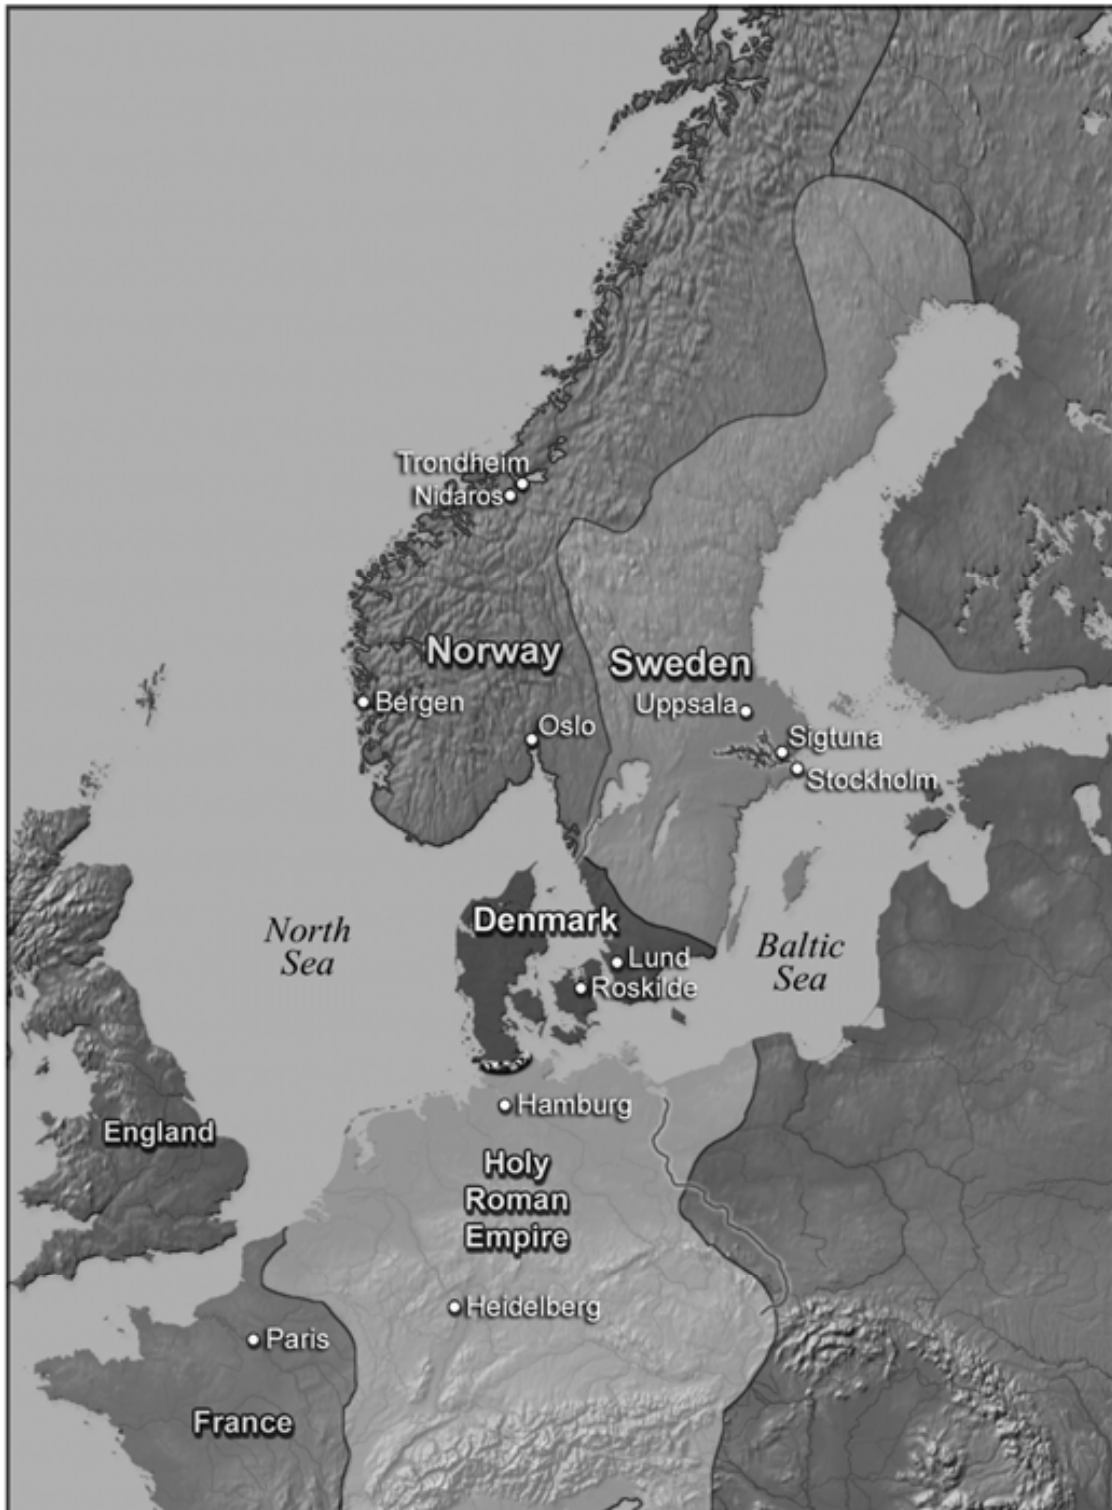 Trondheim
Nidaros
Norway
Sweden
Bergen
Uppsala
Oslo
Sigtuna
Stockholm
North
Sea
Denmark
Baltic
Sea
Lund
Roskilde
Hamburg
England
Holy
Roman
Empire
Heidelberg
Paris
France